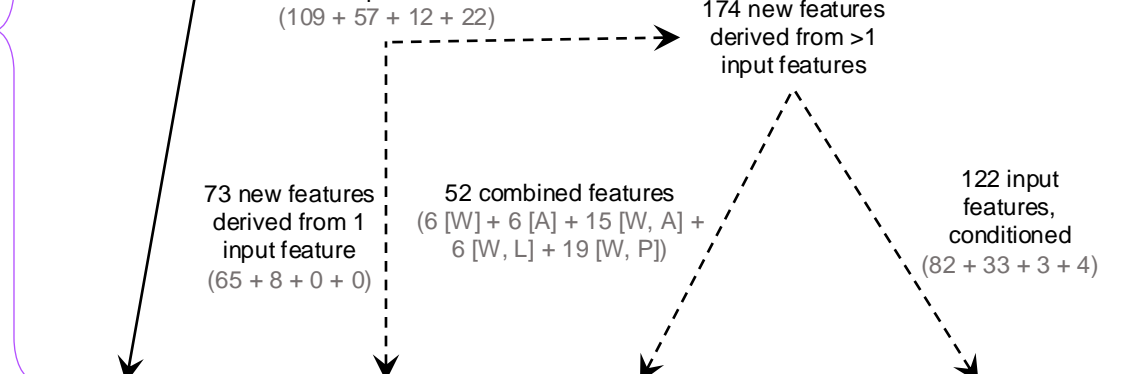 (109 + 57 + 12 + 22)
174 new features
derived from >1
input features
73 new features
derived from 1
input feature
(65 + 8 + 0 + 0)
52 combined features
(6 [W] + 6 [A] + 15 [W, A] +
6 [W, L] + 19 [W, P])
122 input
features,
conditioned
(82 + 33 + 3 + 4)